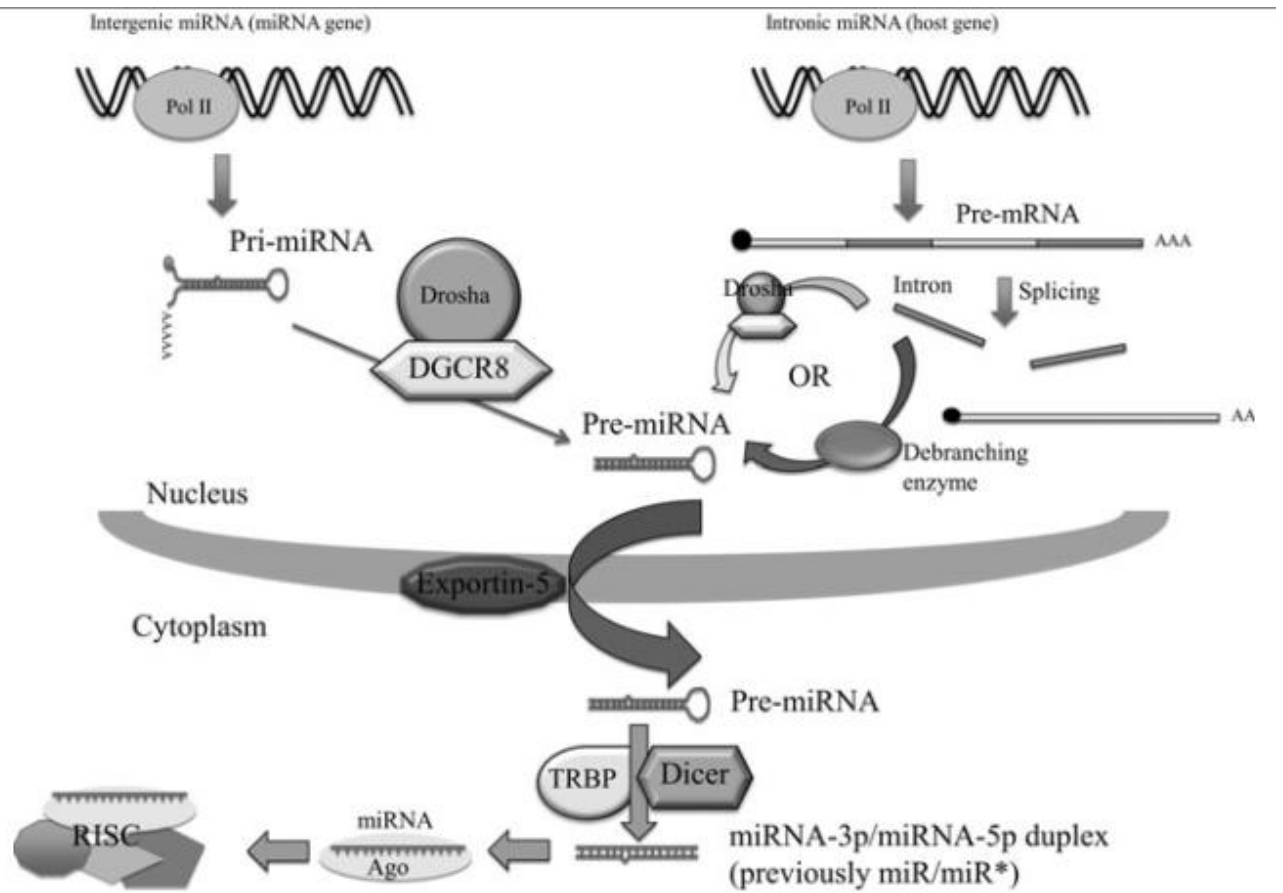 Intergenic miRNA (miRNA gene)
Intronic miRNA (host gene)
Pol II
Pol II
Pri-miRNA
Pre-mRNA
AAA
Drosha
DGCR8
Drosha
Intron
Splicing
OR
AA
Pre-miRNA
Debranching
enzyme
Nucleus
Exportin-5
Cytoplasm
Pre-miRNA
TRBP
Dicer
RISC
miRNA
Ago
miRNA-3p/miRNA-5p duplex
(previously miR/miR*)